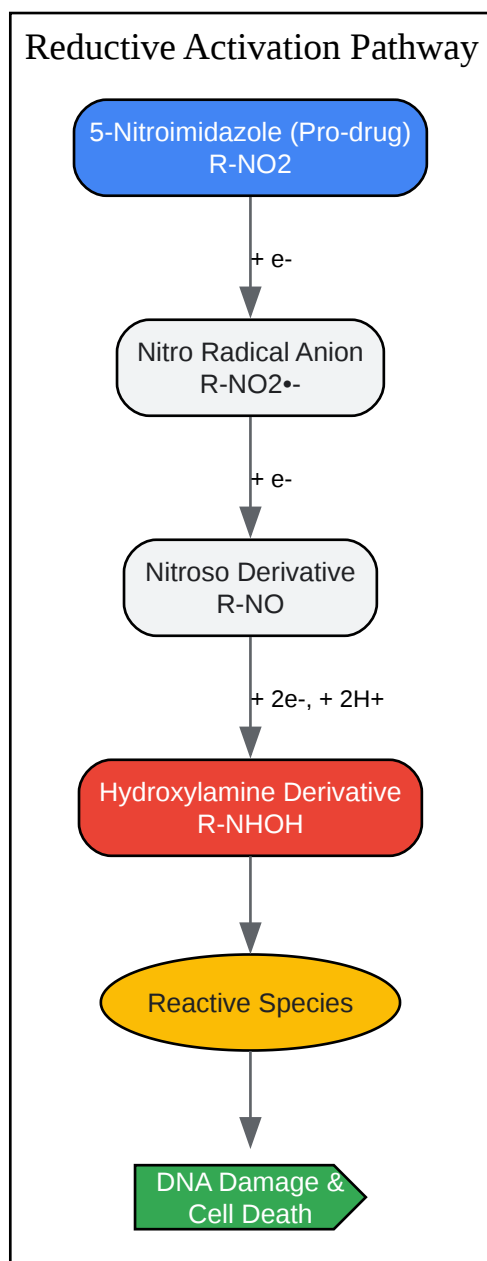 Reductive Activation Pathway
5-Nitroimidazole (Pro-drug)
R-NO2
+ e-
Nitro Radical Anion
R-NO2•-
+ e-
Nitroso Derivative
R-NO
+ 2e-, + 2H+
Hydroxylamine Derivative
R-NHOH
Reactive Species
DNA Damage &
Cell Death